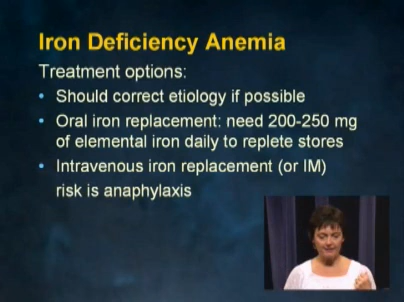 Iron Deficiency Anemia
Treatment options:
• Should correct etiology if possible
• Oral iron replacement: need 200-250 mg
of elemental iron daily to replete stores
• Intravenous iron replacement (or IM)
risk is anaphylaxis